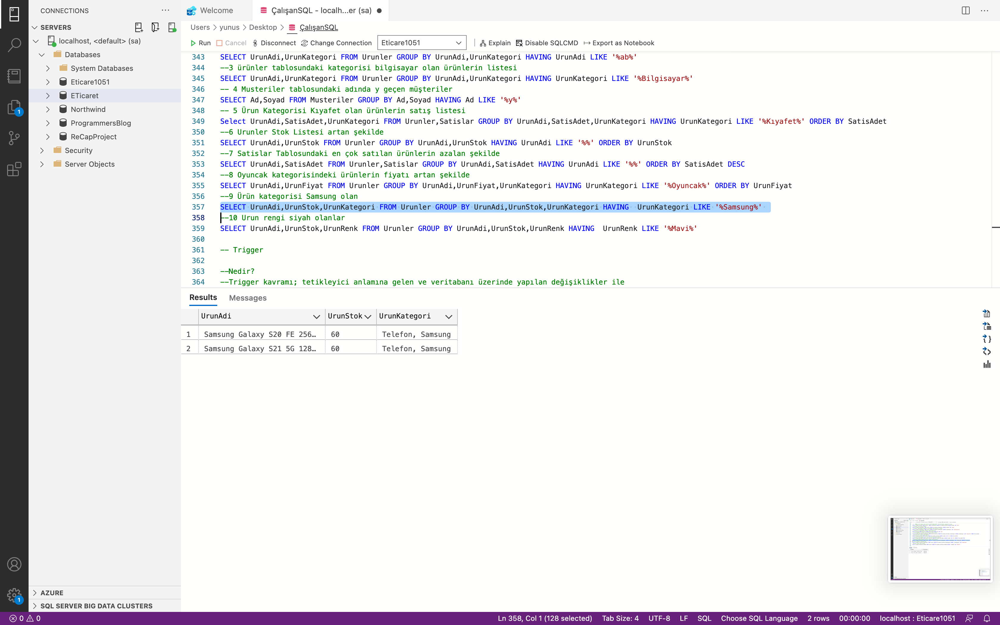 CONNECTIONS
SERVERS
localhost, <default> (sa)
Databases
System Databases
Eticare1051
ETicaret
Northwind
ProgrammersBlog
ReCapProject
Security
Server Objects
AZURE
SQL SERVER BIG DATA CLUSTERS
1
1
Welcome
ÇalışanSQL - localh...er (sa)
Users > yunus > Desktop > ÇalışanSQL
Run Cancel Disconnect Change Connection Eticare1051 Explain Disable SQLCMD Export as Notebook
343 SELECT UrunAdi,UrunKategori FROM Urunler GROUP BY UrunAdi,UrunKategori HAVING UrunAdi LIKE '%ab%'
344 --3 ürünler tablosundaki kategorisi bilgisayar olan ürünlerin listesi
345 SELECT UrunAdi,UrunKategori FROM Urunler GROUP BY UrunAdi,UrunKategori HAVING UrunKategori LIKE '%Bilgisayar%'
346 -- 4 Musteriler tablosundaki adında y geçen müşteriler
347 SELECT Ad,Soyad FROM Musteriler GROUP BY Ad,Soyad HAVING Ad LIKE '%y%'
348 -- 5 Ürun Kategorisi Kıyafet olan ürünlerin satış listesi
349 Select UrunAdi,SatisAdet,UrunKategori FROM Urunler,Satislar GROUP BY UrunAdi,SatisAdet,UrunKategori HAVING UrunKategori LIKE '%Kıyafet%' ORDER BY SatisAdet
350 --6 Urunler Stok Listesi artan şekilde
351 SELECT UrunAdi,UrunStok FROM Urunler GROUP BY UrunAdi,UrunStok HAVING UrunAdi LIKE '%%' ORDER BY UrunStok
352 --7 Satislar Tablosundaki en çok satılan ürünlerin azalan şekilde
353 SELECT UrunAdi,SatisAdet FROM Urunler,Satislar GROUP BY UrunAdi,SatisAdet HAVING UrunAdi LIKE '%%' ORDER BY SatisAdet DESC
354 --8 Oyuncak kategorisindeki ürünlerin fiyatı artan şekilde
355 SELECT UrunAdi,UrunFiyat FROM Urunler GROUP BY UrunAdi,UrunFiyat,UrunKategori HAVING UrunKategori LIKE '%Oyuncak%' ORDER BY UrunFiyat
356 --9 Ürün kategorisi Samsung olan
357 SELECT UrunAdi,UrunStok,UrunKategori FROM Urunler GROUP BY UrunAdi,UrunStok,UrunKategori HAVING  UrunKategori LIKE '%Samsung%'
358 --10 Urun rengi siyah olanlar
359 SELECT UrunAdi,UrunStok,UrunRenk FROM Urunler GROUP BY UrunAdi,UrunStok,UrunRenk HAVING  UrunRenk LIKE '%Mavi%'
360
361 -- Trigger
362
363 --Nedir?
364 --Trigger kavramı; tetikleyici anlamına gelen ve veritabanı üzerinde yapılan değişiklikler ile
Results Messages
UrunAdi UrunStok UrunKategori
1 Samsung Galaxy S20 FE 256… 60 Telefon, Samsung
2 Samsung Galaxy S21 5G 128… 60 Telefon, Samsung
0 0 Ln 358, Col 1 (128 selected) Tab Size: 4 UTF-8 LF SQL Choose SQL Language 2 rows 00:00:00 localhost : Eticare1051